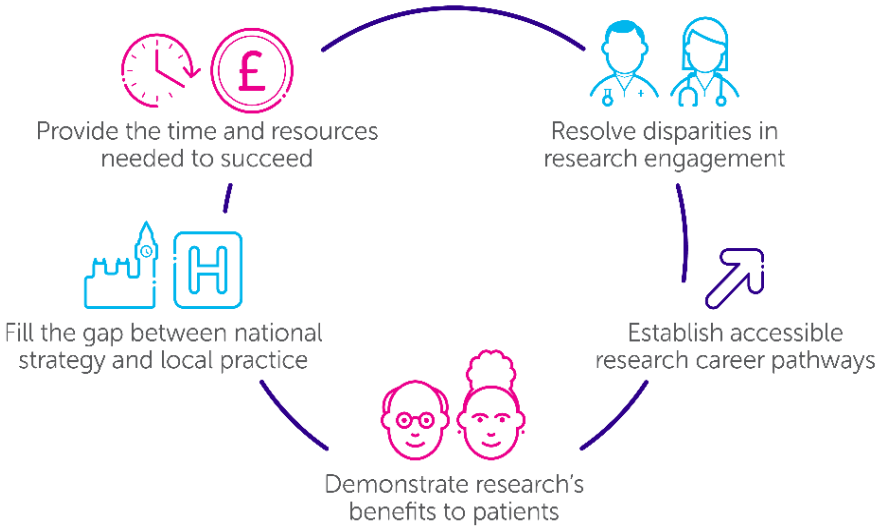 £
Provide the time and resources
needed to succeed
Resolve disparities in
research engagement
H
Fill the gap between national
strategy and local practice
Establish accessible
research career pathways
Demonstrate research's
benefits to patients